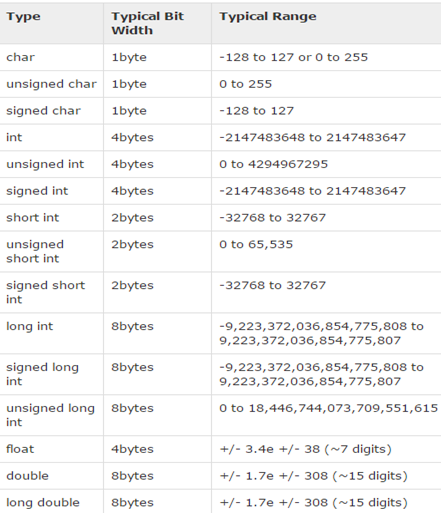 Type Typical Bit Width Typical Range
char 1byte -128 to 127 or 0 to 255
unsigned char 1byte 0 to 255
signed char 1byte -128 to 127
int 4bytes -2147483648 to 2147483647
unsigned int 4bytes 0 to 4294967295
signed int 4bytes -2147483648 to 2147483647
short int 2bytes -32768 to 32767
unsigned short int 2bytes 0 to 65,535
signed short int 2bytes -32768 to 32767
long int 8bytes -9,223,372,036,854,775,808 to 9,223,372,036,854,775,807
signed long int 8bytes -9,223,372,036,854,775,808 to 9,223,372,036,854,775,807
unsigned long int 8bytes 0 to 18,446,744,073,709,551,615
float 4bytes +/- 3.4e +/- 38 (~7 digits)
double 8bytes +/- 1.7e +/- 308 (~15 digits)
long double 8bytes +/- 1.7e +/- 308 (~15 digits)